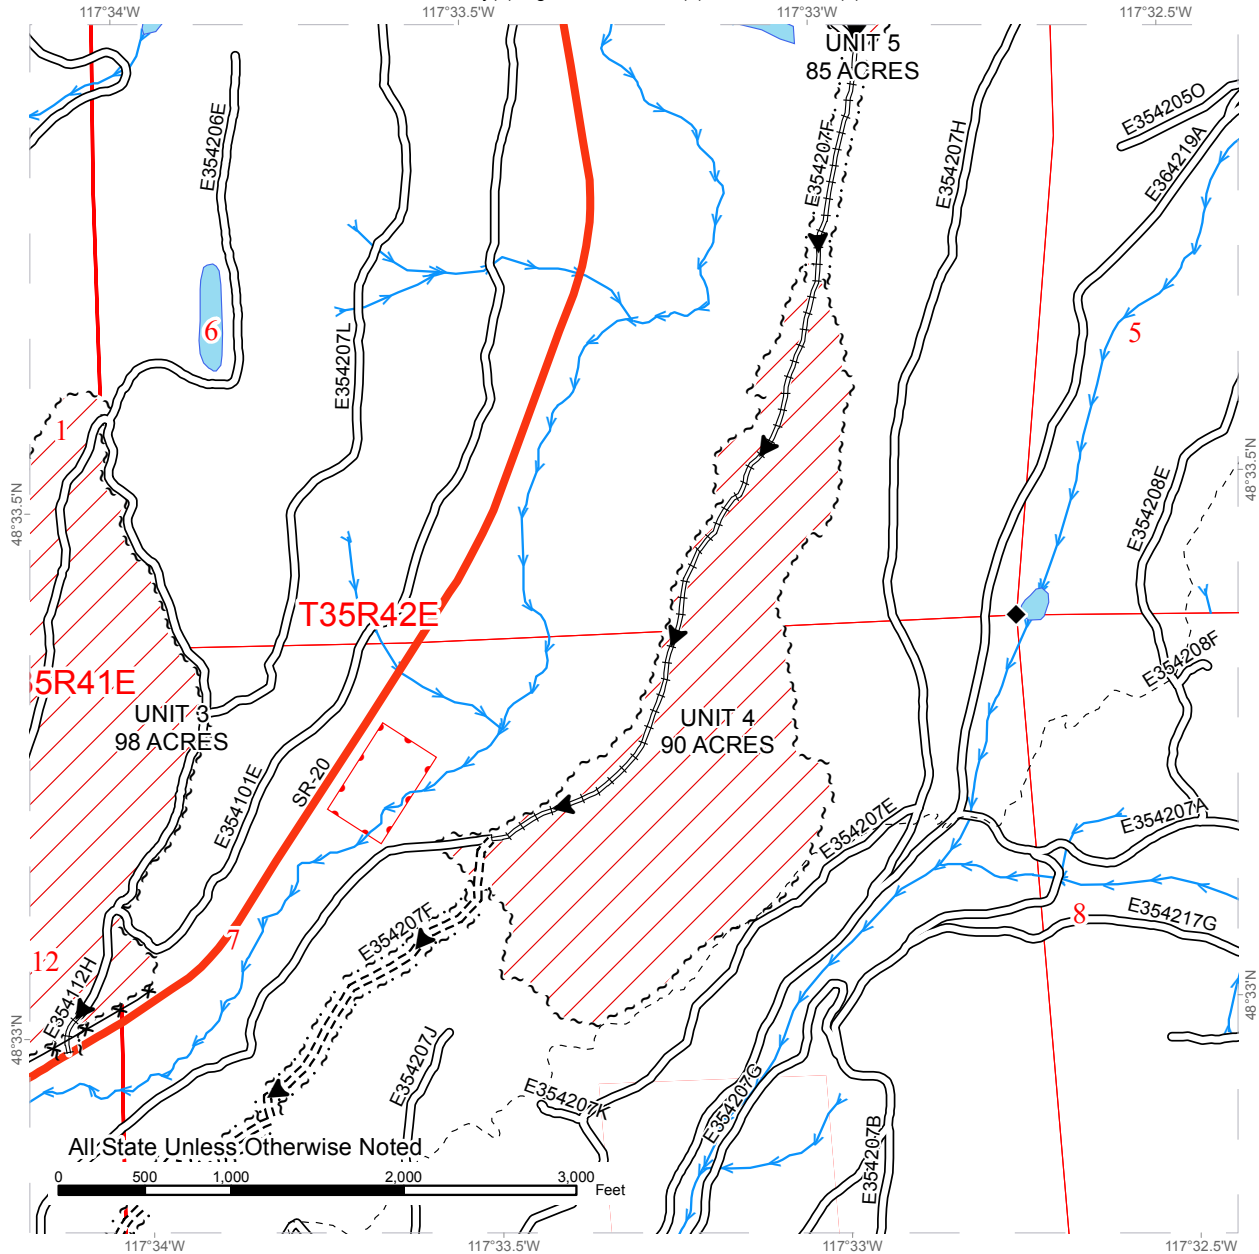 117°34'W
117°33.5'W
117°33'W
117°32.5'W
UNIT 5
85 ACRES
E354205O
E364219A
E354206E
E354207F
E354207H
6
5
E354207L
1
48°33.5'N
48°33.5'N
E354208E
T35R42E
5R41E
E354208F
UNIT 3
98 ACRES
UNIT 4
90 ACRES
SR-20
E354101E
E354207E
E354207A
8
E354217G
7
E354207F
12
E354112H
48°33'N
48°33'N
E354207J
E354207K
E354207G
E354207B
All State Unless Otherwise Noted
0 500 1,000 2,000 3,000
Feet
117°34'W
117°33.5'W
117°33'W
117°32.5'W